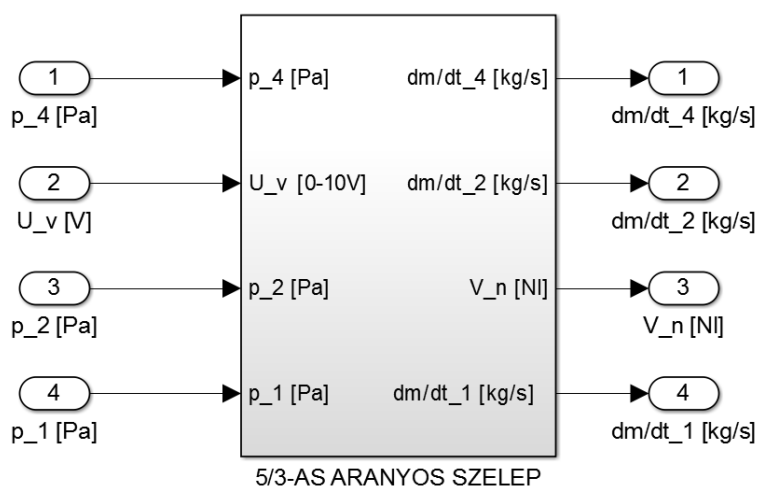 1
p_4 [Pa]
p_4 [Pa]
dm/dt_4 [kg/s]
1
dm/dt_4 [kg/s]
2
U_v [V]
U_v [0-10V]
dm/dt_2 [kg/s]
2
dm/dt_2 [kg/s]
3
p_2 [Pa]
p_2 [Pa]
V_n [Nl]
3
V_n [Nl]
4
p_1 [Pa]
p_1 [Pa]
dm/dt_1 [kg/s]
4
dm/dt_1 [kg/s]
5/3-AS ARANYOS SZELEP